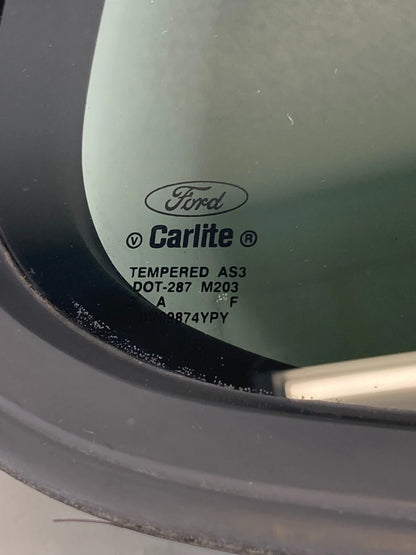 Ford
V Carlite ®
TEMPERED AS3
DOT-287 M203
A F